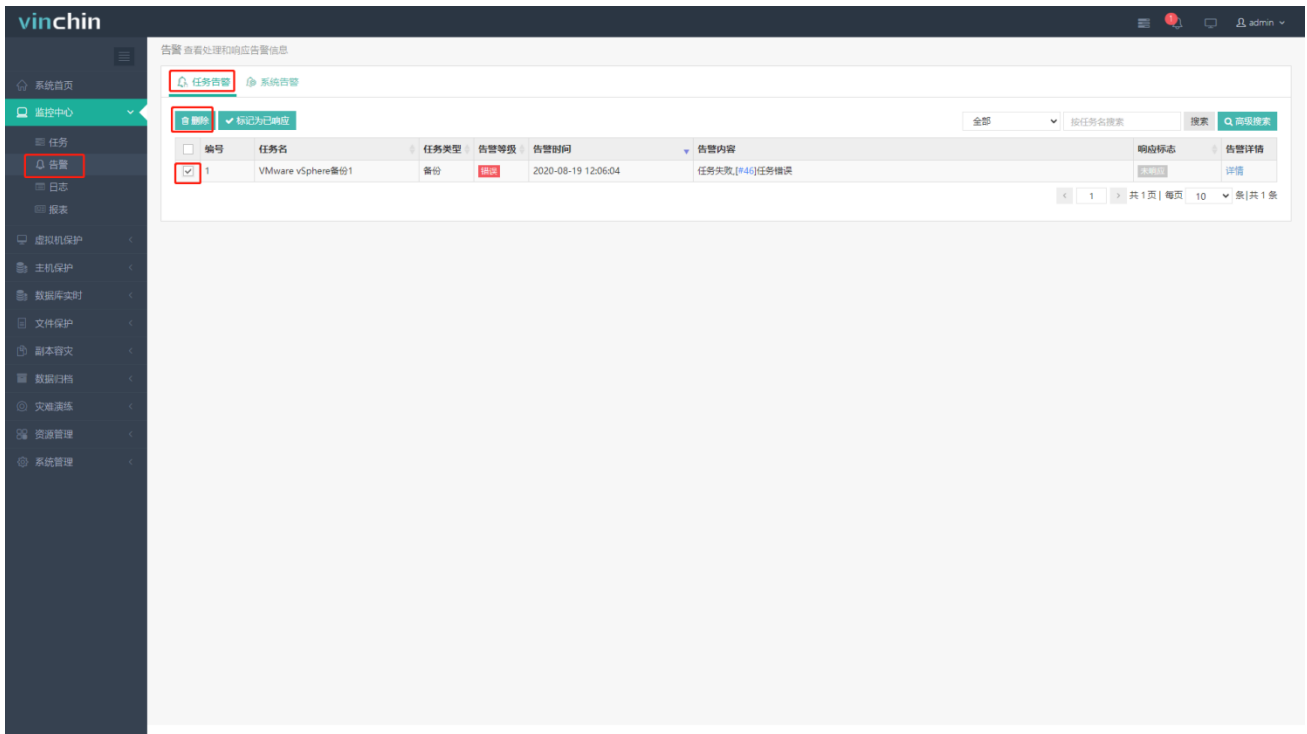 vinchin
1
admin
告警 查看处理和响应告警信息
系统首页
监控中心
任务
告警
日志
报表
虚拟机保护
主机保护
数据库实时
文件保护
副本容灾
数据归档
灾难演练
资源管理
系统管理
任务告警 系统告警
删除 标记为已响应 全部 按任务名搜素 搜素 高级搜素
编号 任务名 任务类型 告警等级 告警时间 告警内容 响应标志 告警详情
1 VMware vSphere备份1 备份 错误 2020-08-19 12:06:04 任务失败,[#46]任务错误 未响应 详情
1 共1页| 每页 10 条|共1条